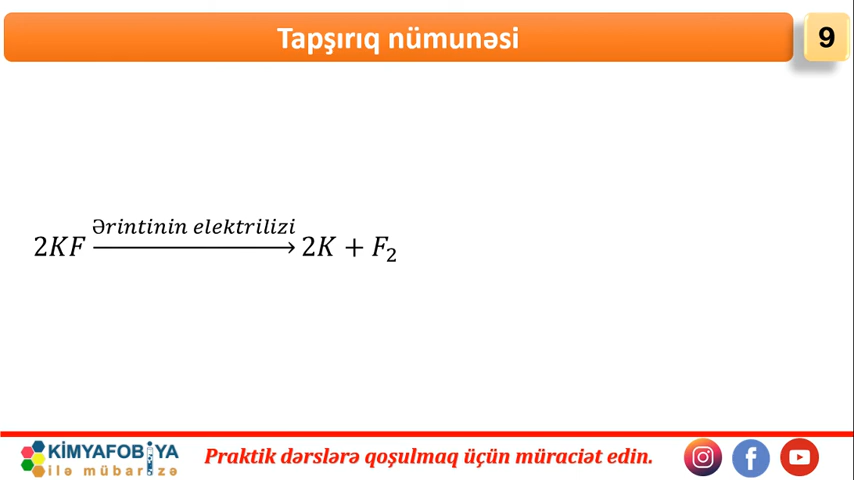 Tapşırıq nümunəsi
9
Ərintinin elektrilizi
2KF ⟶ 2K + F₂
KİMYAFOBİYA
ilə mübarizə
Praktik dərslərə qoşulmaq üçün müraciət edin.